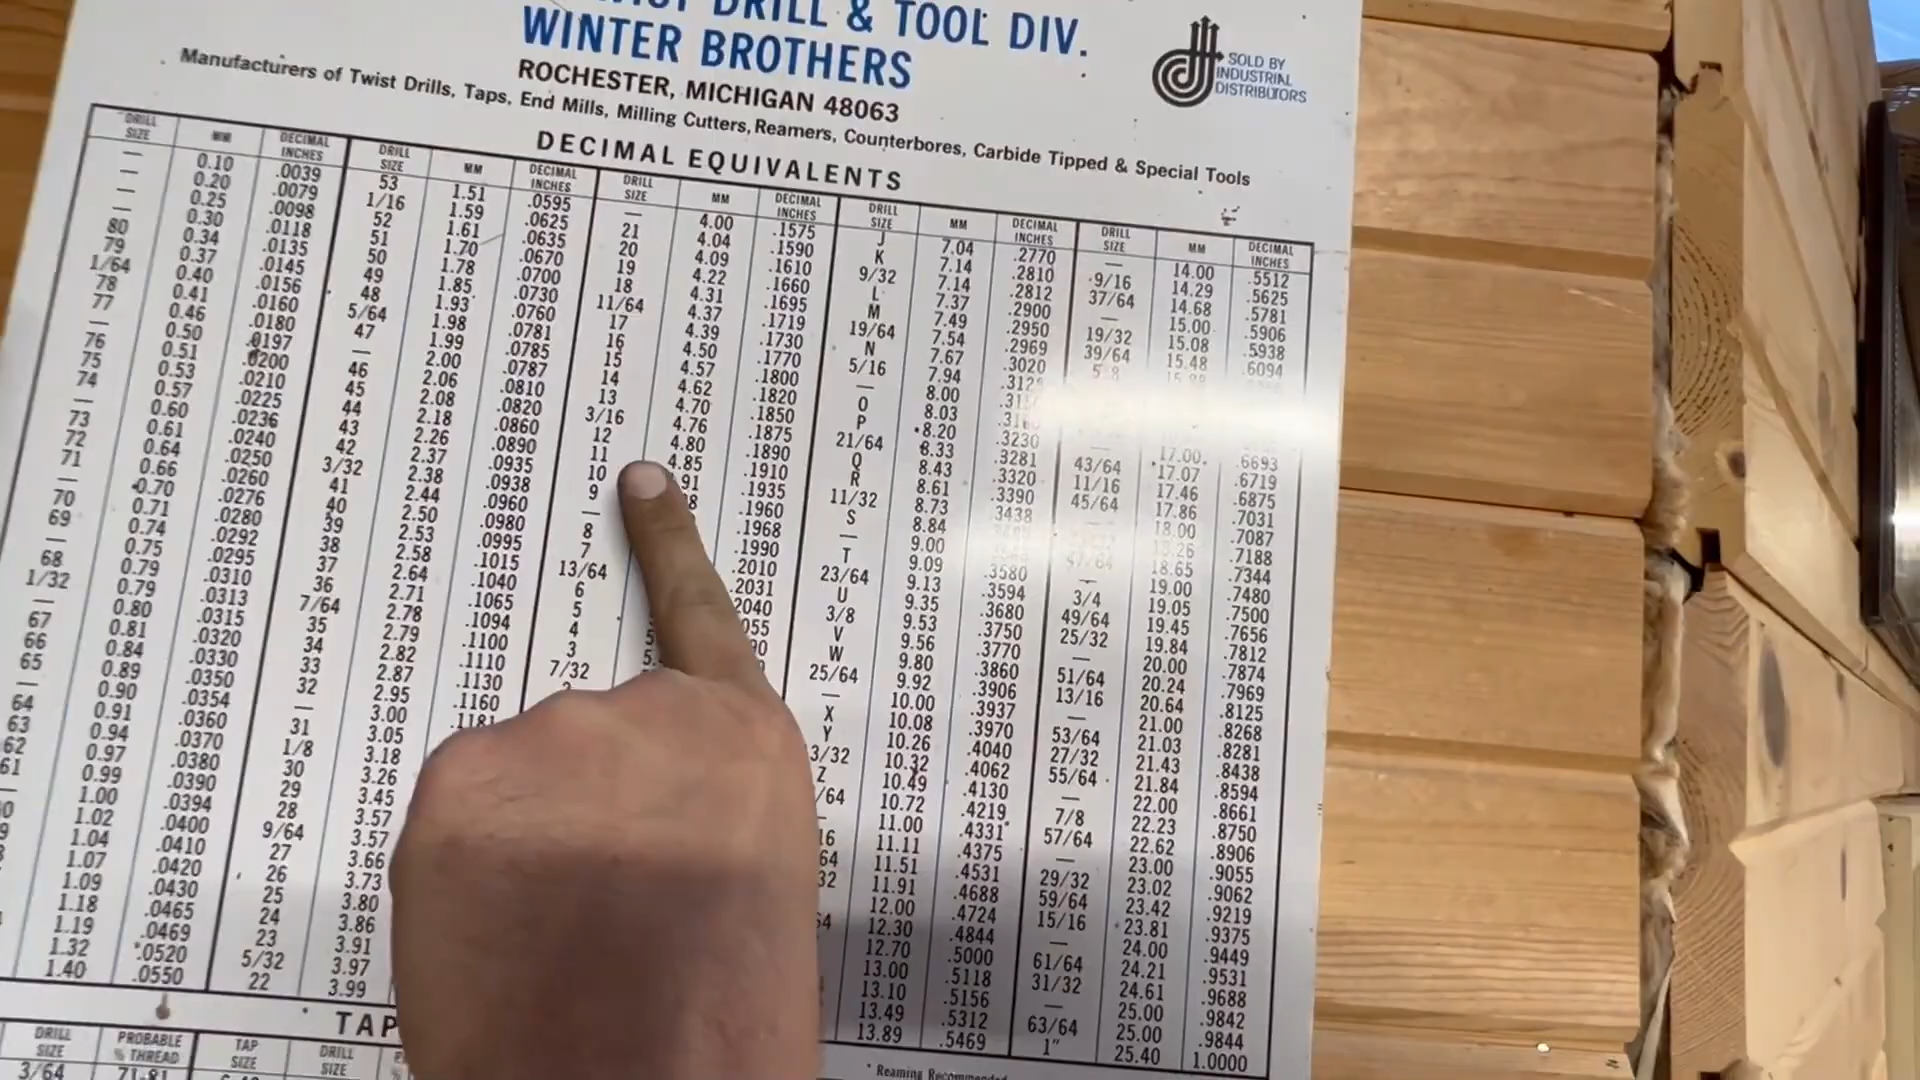 DRILL & TOOL DIV.
WINTER BROTHERS
ROCHESTER, MICHIGAN 48063
Manufacturers of Twist Drills, Taps, End Mills, Milling Cutters, Reamers, Counterbores, Carbide Tipped & Special Tools
SOLD BY
INDUSTRIAL
DISTRIBUTORS
DECIMAL EQUIVALENTS
DRILL SIZE MM DECIMAL INCHES
— 0.10 .0039
— 0.20 .0079
— 0.25 .0098
— 0.30 .0118
80 0.34 .0135
79 0.37 .0145
1/64 0.40 .0156
78 0.41 .0160
77 0.46 .0180
— 0.50 .0197
76 0.51 .0200
75 0.53 .0210
74 0.57 .0225
— 0.60 .0236
73 0.61 .0240
72 0.64 .0250
71 0.66 .0260
— 0.70 .0276
70 0.71 .0280
69 0.74 .0292
— 0.75 .0295
68 0.79 .0310
1/32 0.79 .0313
— 0.80 .0315
67 0.81 .0320
66 0.84 .0330
65 0.89 .0350
— 0.90 .0354
64 0.91 .0360
63 0.94 .0370
62 0.97 .0380
61 0.99 .0390
— 1.00 .0394
1.02 .0400
1.04 .0410
1.07 .0420
1.09 .0430
1.18 .0465
1.19 .0469
1.32 .0520
1.40 .0550
DRILL SIZE MM DECIMAL INCHES
53 1.51 .0595
1/16 1.59 .0625
52 1.61 .0635
51 1.70 .0670
50 1.78 .0700
49 1.85 .0730
48 1.93 .0760
5/64 1.98 .0781
47 1.99 .0785
— 2.00 .0787
46 2.06 .0810
45 2.08 .0820
44 2.18 .0860
43 2.26 .0890
42 2.37 .0935
3/32 2.38 .0938
41 2.44 .0960
40 2.50 .0980
39 2.53 .0995
38 2.58 .1015
37 2.64 .1040
36 2.71 .1065
7/64 2.78 .1094
35 2.79 .1100
34 2.82 .1110
33 2.87 .1130
32 2.95 .1160
— 3.00 .1181
31 3.05
1/8 3.18
30 3.26
29 3.45
28 3.57
9/64 3.57
27 3.66
26 3.73
25 3.80
24 3.86
23 3.91
5/32 3.97
22 3.99
DRILL SIZE MM DECIMAL INCHES
— 4.00 .1575
21 4.04 .1590
20 4.09 .1610
19 4.22 .1660
18 4.31 .1695
11/64 4.37 .1719
17 4.39 .1730
16 4.50 .1770
15 4.57 .1800
14 4.62 .1820
13 4.70 .1850
3/16 4.76 .1875
12 4.80 .1890
11 4.85 .1910
10 .1935
9 .1960
— .1968
8 .1990
7 .2010
13/64 .2031
6
5
4
3
7/32
DRILL SIZE MM DECIMAL INCHES
J 7.04 .2770
K 7.14 .2810
9/32 7.14 .2812
L 7.37 .2900
M 7.49 .2950
19/64 7.54 .2969
N 7.67 .3020
5/16 7.94
— 8.00
O 8.03
P 8.20 .3230
21/64 8.33 .3281
Q 8.43 .3320
R 8.61 .3390
11/32 8.73 .3438
S 8.84
— 9.00
T 9.09 .3580
23/64 9.13 .3594
U 9.35 .3680
3/8 9.53 .3750
V 9.56 .3770
W 9.80 .3860
25/64 9.92 .3906
— 10.00 .3937
X 10.08 .3970
Y 10.26 .4040
10.32 .4062
Z 10.49 .4130
10.72 .4219
11.00 .4331
11.11 .4375
11.51 .4531
11.91 .4688
12.00 .4724
12.30 .4844
12.70 .5000
13.00 .5118
13.10 .5156
13.49 .5312
13.89 .5469
DRILL SIZE MM DECIMAL INCHES
— 14.00 .5512
9/16 14.29 .5625
37/64 14.68 .5781
— 15.00 .5906
19/32 15.08 .5938
39/64 15.48 .6094
17.00 .6693
43/64 17.07 .6719
11/16 17.46 .6875
45/64 17.86 .7031
18.00 .7087
.7188
47/64 18.65 .7344
— 19.00 .7480
3/4 19.05 .7500
49/64 19.45 .7656
25/32 19.84 .7812
— 20.00 .7874
51/64 20.24 .7969
13/16 20.64 .8125
— 21.00 .8268
53/64 21.03 .8281
27/32 21.43 .8438
55/64 21.84 .8594
— 22.00 .8661
7/8 22.23 .8750
57/64 22.62 .8906
— 23.00 .9055
29/32 23.02 .9062
59/64 23.42 .9219
15/16 23.81 .9375
— 24.00 .9449
61/64 24.21 .9531
31/32 24.61 .9688
— 25.00 .9842
63/64 25.00 .9844
1" 25.40 1.0000
* Reaming Recommended
TAP
DRILL SIZE PROBABLE % THREAD TAP SIZE DRILL SIZE
3/64 71-81